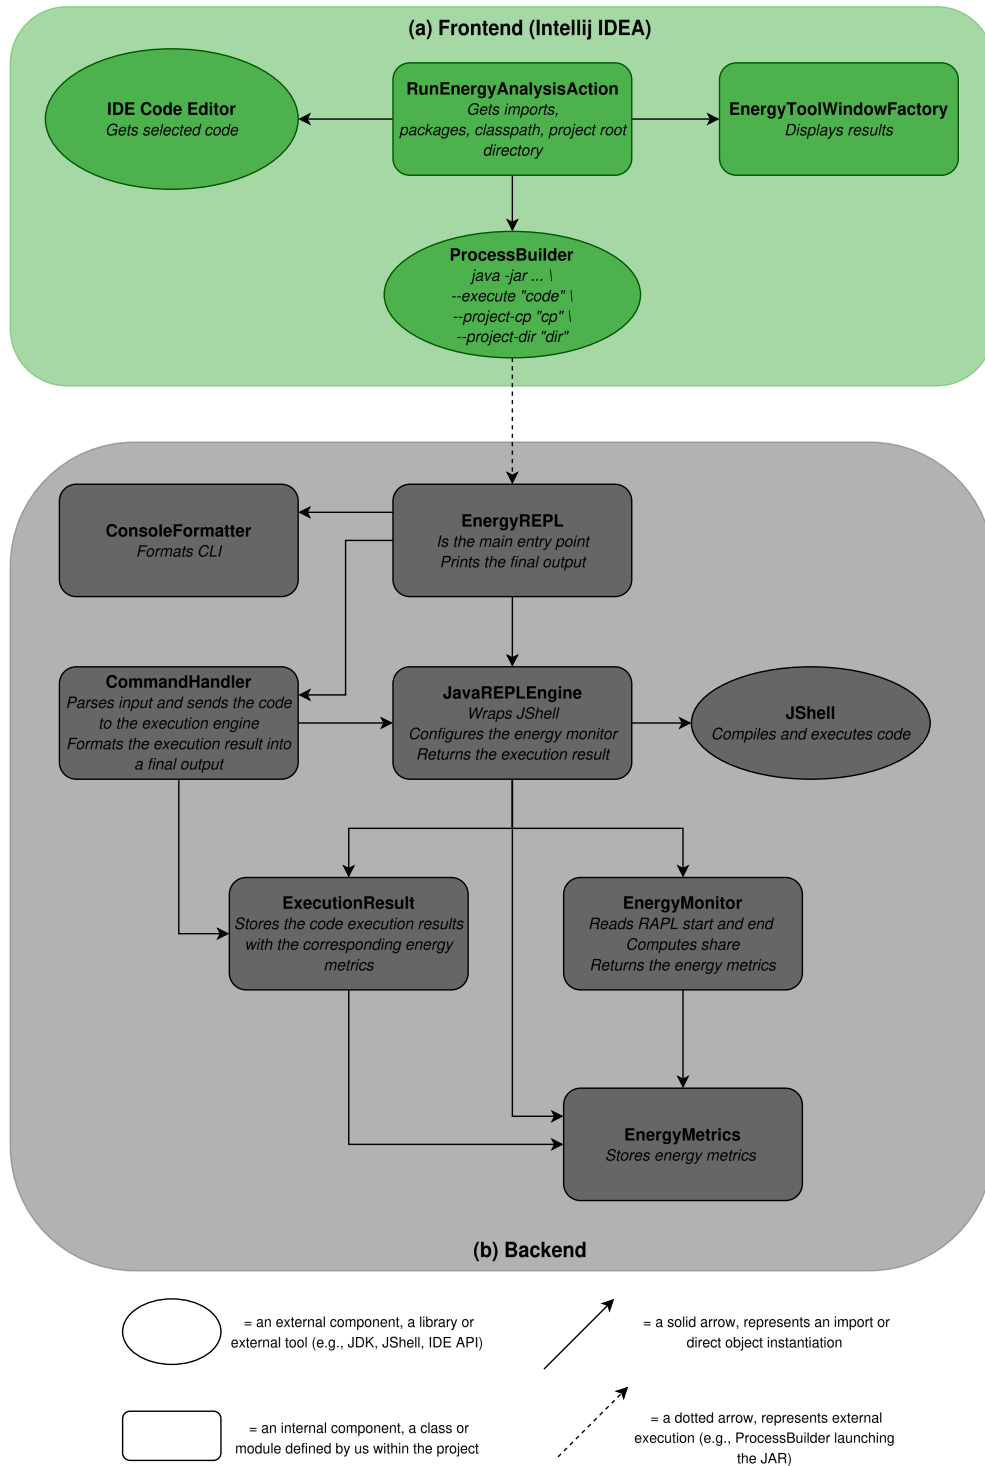 (a) Frontend (Intellij IDEA)
IDE Code Editor
Gets selected code
RunEnergyAnalysisAction
Gets imports,
packages, classpath, project root
directory
EnergyToolWindowFactory
Displays results
ProcessBuilder
java -jar ... \
--execute "code" \
--project-cp "cp" \
--project-dir "dir"
ConsoleFormatter
Formats CLI
EnergyREPL
Is the main entry point
Prints the final output
CommandHandler
Parses input and sends the code
to the execution engine
Formats the execution result into
a final output
JavaREPLEngine
Wraps JShell
Configures the energy monitor
Returns the execution result
JShell
Compiles and executes code
ExecutionResult
Stores the code execution results
with the corresponding energy
metrics
EnergyMonitor
Reads RAPL start and end
Computes share
Returns the energy metrics
EnergyMetrics
Stores energy metrics
(b) Backend
= an external component, a library or
external tool (e.g., JDK, JShell, IDE API)
= a solid arrow, represents an import or
direct object instantiation
= an internal component, a class or
module defined by us within the project
= a dotted arrow, represents external
execution (e.g., ProcessBuilder launching
the JAR)